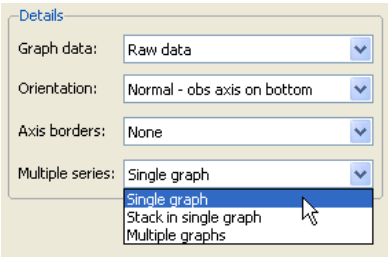 Details
Graph data: Raw data
Orientation: Normal - obs axis on bottom
Axis borders: None
Multiple series: Single graph
Single graph
Stack in single graph
Multiple graphs